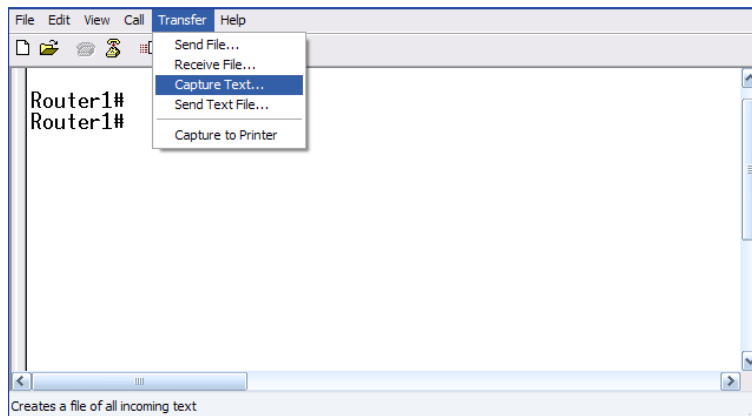 File Edit View Call Transfer Help
Send File...
Receive File...
Capture Text...
Send Text File...
Capture to Printer
Router1#
Router1#
Creates a file of all incoming text